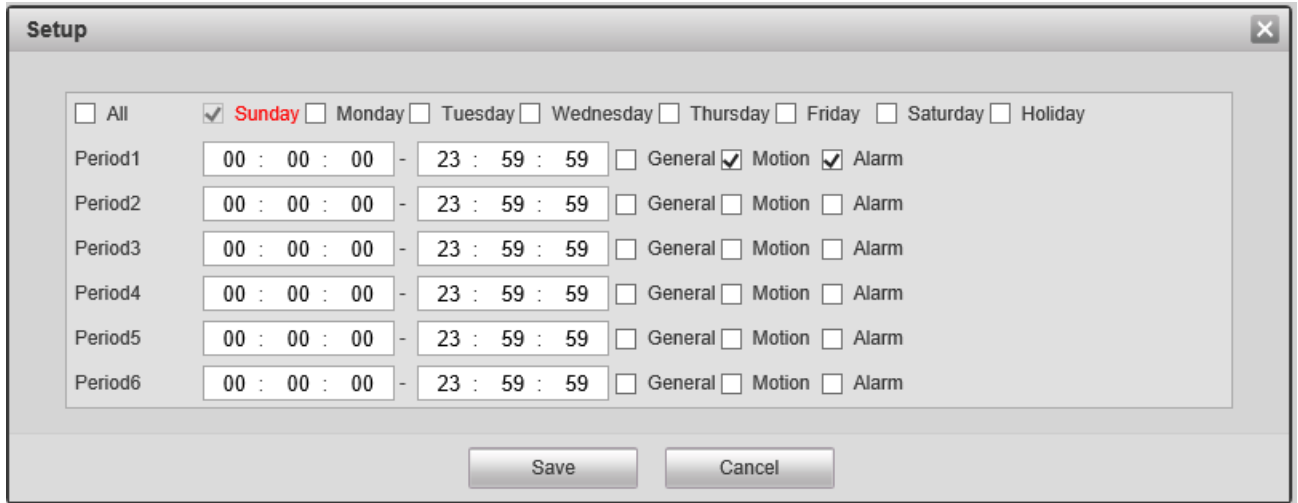 Setup
All Sunday Monday Tuesday Wednesday Thursday Friday Saturday Holiday
Period1 00 : 00 : 00 - 23 : 59 : 59 General Motion Alarm
Period2 00 : 00 : 00 - 23 : 59 : 59 General Motion Alarm
Period3 00 : 00 : 00 - 23 : 59 : 59 General Motion Alarm
Period4 00 : 00 : 00 - 23 : 59 : 59 General Motion Alarm
Period5 00 : 00 : 00 - 23 : 59 : 59 General Motion Alarm
Period6 00 : 00 : 00 - 23 : 59 : 59 General Motion Alarm
Save Cancel